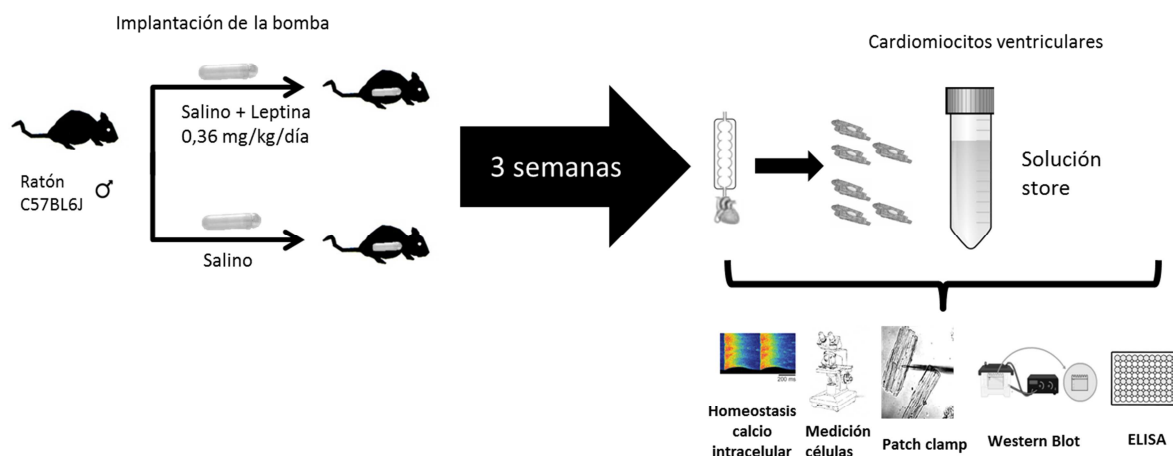 Implantación de la bomba
Cardiomiocitos ventriculares
Salino + Leptina
0,36 mg/kg/día
3 semanas
Solución
store
Ratón
C57BL6J ♂
Salino
200 ms
Homeostasis
calcio
intracelular
Medición
células
Patch clamp
Western Blot
ELISA